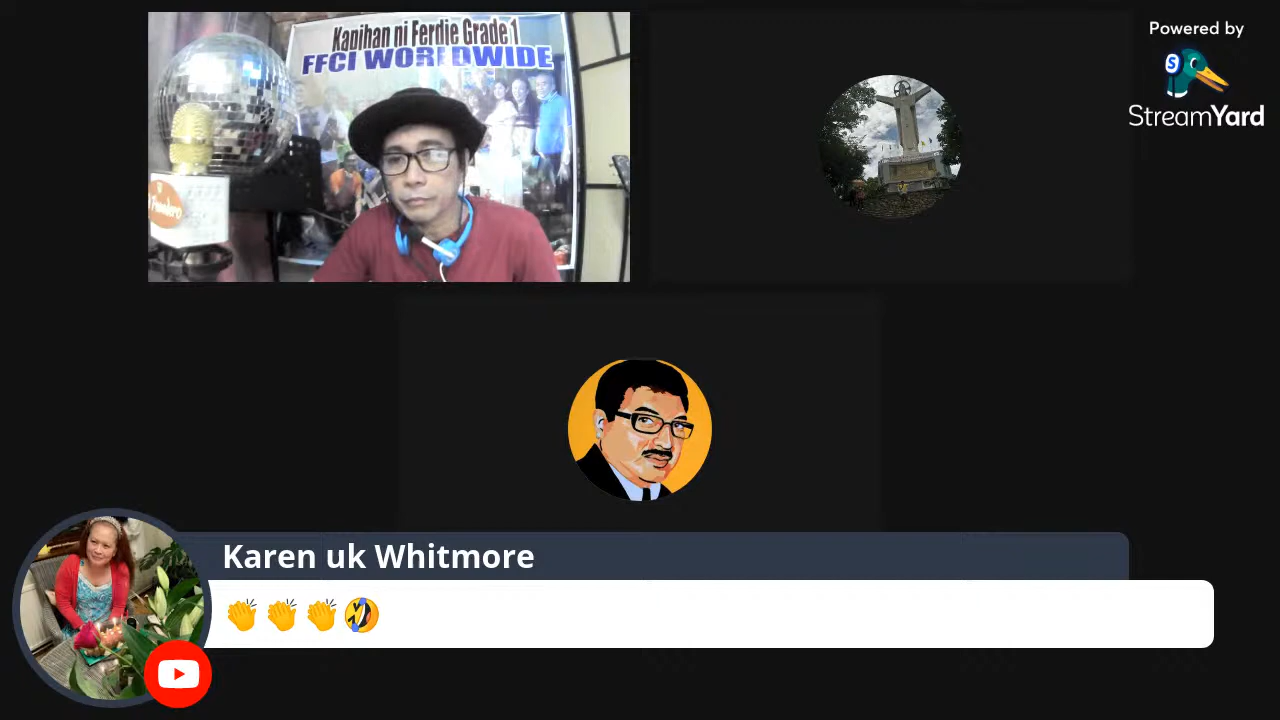 Kapihan ni Ferdie Grade 1
FFCI WORLDWIDE
Powered by
StreamYard
Karen uk Whitmore
👏 👏 👏 🤣